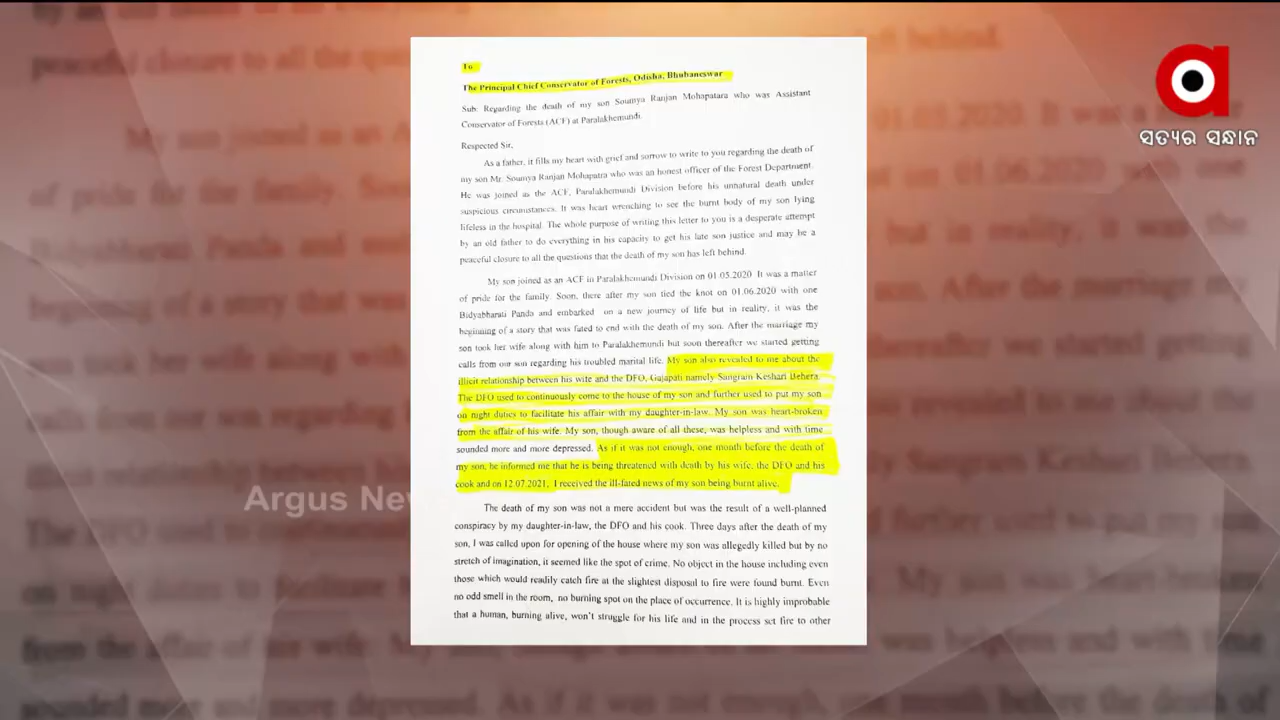 To
The Principal Chief Conservator of Forests, Odisha, Bhubaneswar
Sub: Regarding the death of my son Soumya Ranjan Mohapatara who was Assistant
Conservator of Forests (ACF) at Paralakhemundi.
Respected Sir,
As a father, it fills my heart with grief and sorrow to write to you regarding the death of
my son Mr. Soumya Ranjan Mohapatra who was an honest officer of the Forest Department.
He was joined as the ACF, Paralakhemundi Division before his unnatural death under
suspicious circumstances. It was heart wrenching to see the burnt body of my son lying
lifeless in the hospital. The whole purpose of writing this letter to you is a desperate attempt
by an old father to do everything in his capacity to get his late son justice and may be a
peaceful closure to all the questions that the death of my son has left behind.
My son joined as an ACF in Paralakhemundi Division on 01.05.2020 It was a matter
of pride for the family. Soon, there after my son tied the knot on 01.06.2020 with one
Bidyabharati Panda and embarked on a new journey of life but in reality, it was the
beginning of a story that was fated to end with the death of my son. After the marriage my
son took her wife along with him to Paralakhemundi but soon thereafter we started getting
calls from our son regarding his troubled marital life. My son also revealed to me about the
illicit relationship between his wife and the DFO, Gajapati namely Sangram Keshari Behera.
The DFO used to continuously come to the house of my son and further used to put my son
on night duties to facilitate his affair with my daughter-in-law. My son was heart-broken
from the affair of his wife. My son, though aware of all these, was helpless and with time
sounded more and more depressed. As if it was not enough, one month before the death of
my son, he informed me that he is being threatened with death by his wife, the DFO and his
cook and on 12.07.2021, I received the ill-fated news of my son being burnt alive.
The death of my son was not a mere accident but was the result of a well-planned
conspiracy by my daughter-in-law, the DFO and his cook. Three days after the death of my
son, I was called upon for opening of the house where my son was allegedly killed but by no
stretch of imagination, it seemed like the spot of crime. No object in the house including even
those which would readily catch fire at the slightest disposal to fire were found burnt. Even
no odd smell in the room, no burning spot on the place of occurrence. It is highly improbable
that a human, burning alive, won't struggle for his life and in the process set fire to other
ସତ୍ୟର ସନ୍ଧାନ
Argus News